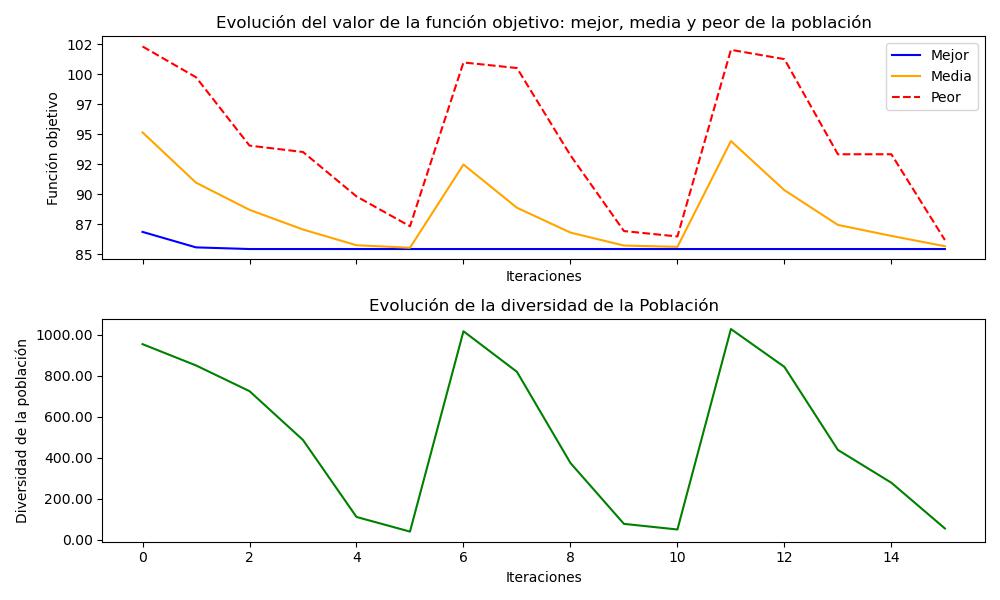 Evolución del valor de la función objetivo: mejor, media y peor de la población
Función objetivo
102
100
97
95
92
90
87
85
Mejor
Media
Peor
Iteraciones
Evolución de la diversidad de la Población
Diversidad de la población
1000.00
800.00
600.00
400.00
200.00
0.00
0 2 4 6 8 10 12 14
Iteraciones